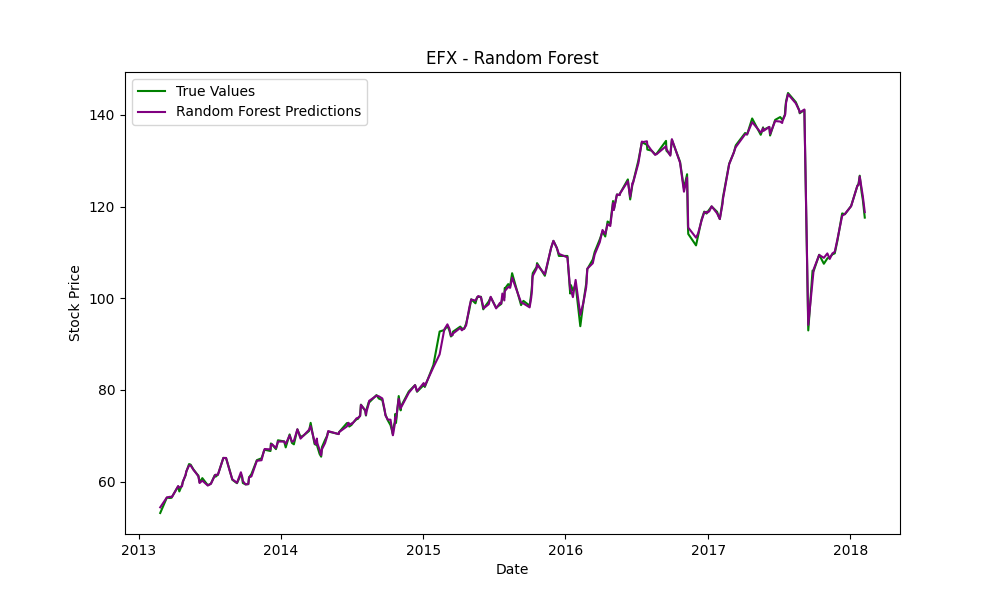 EFX - Random Forest
True Values
Random Forest Predictions
Stock Price
140
120
100
80
60
2013 2014 2015 2016 2017 2018
Date